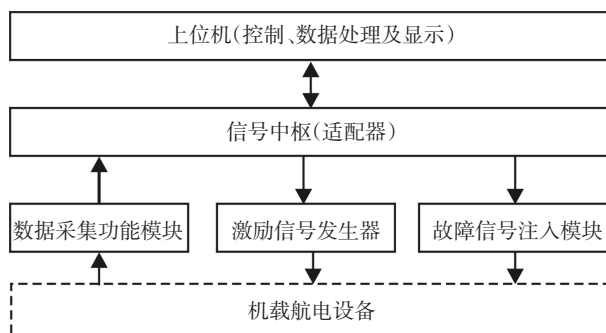 上位机(控制、数据处理及显示)
信号中枢(适配器)
数据采集功能模块
激励信号发生器
故障信号注入模块
机载航电设备